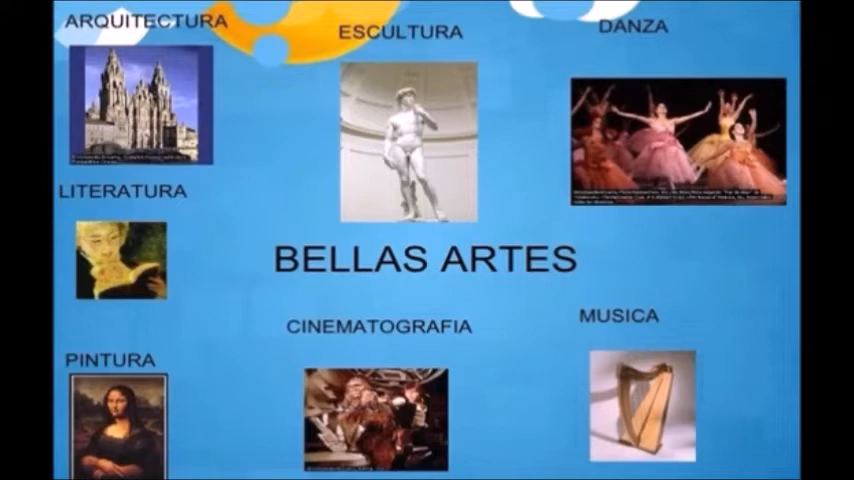 ARQUITECTURA
ESCULTURA
DANZA
LITERATURA
BELLAS ARTES
CINEMATOGRAFIA
MUSICA
PINTURA